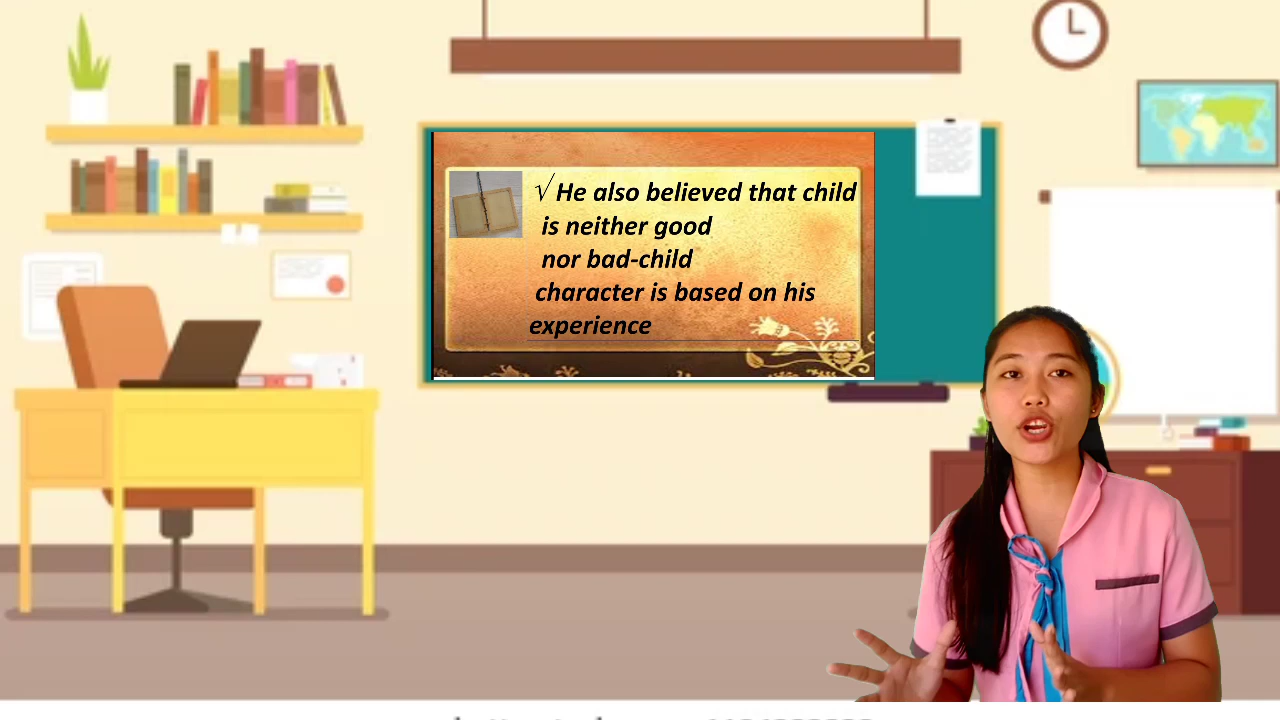 √ He also believed that child
is neither good
nor bad-child
character is based on his
experience